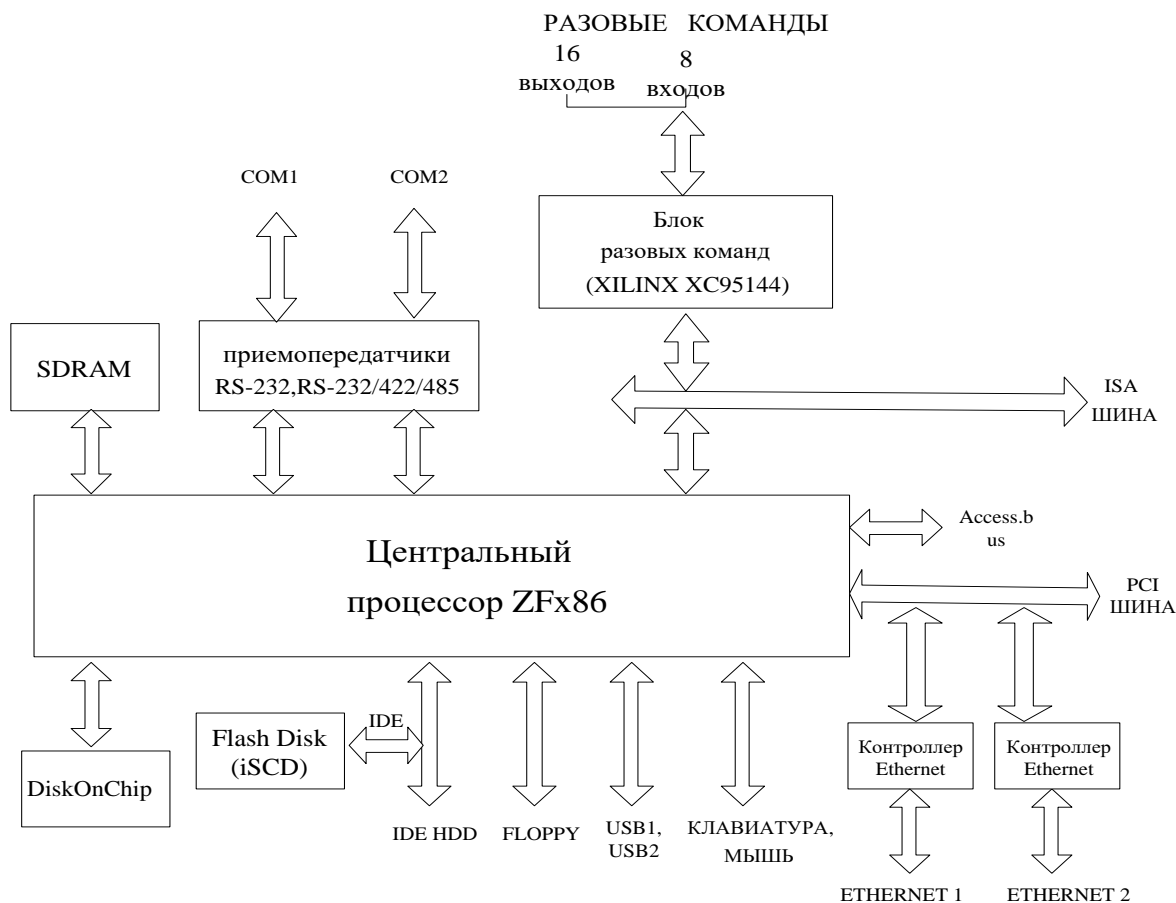 РАЗОВЫЕ КОМАНДЫ
16
выходов
8
входов
COM1
COM2
Блок
разовых команд
(XILINX XC95144)
SDRAM
приемопередатчики
RS-232,RS-232/422/485
ISA
ШИНА
Центральный
процессор ZFx86
Access.b
us
PCI
ШИНА
DiskOnChip
Flash Disk
(iSCD)
IDE
IDE HDD
FLOPPY
USB1,
USB2
КЛАВИАТУРА,
МЫШЬ
Контроллер
Ethernet
Контроллер
Ethernet
ETHERNET 1
ETHERNET 2